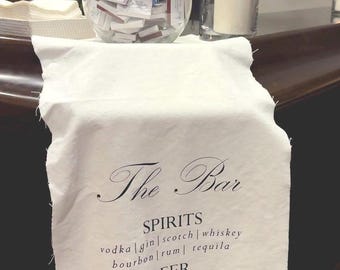 The Bar
SPIRITS
vodka|gin|scotch|whiskey
bourbon|rum| tequila